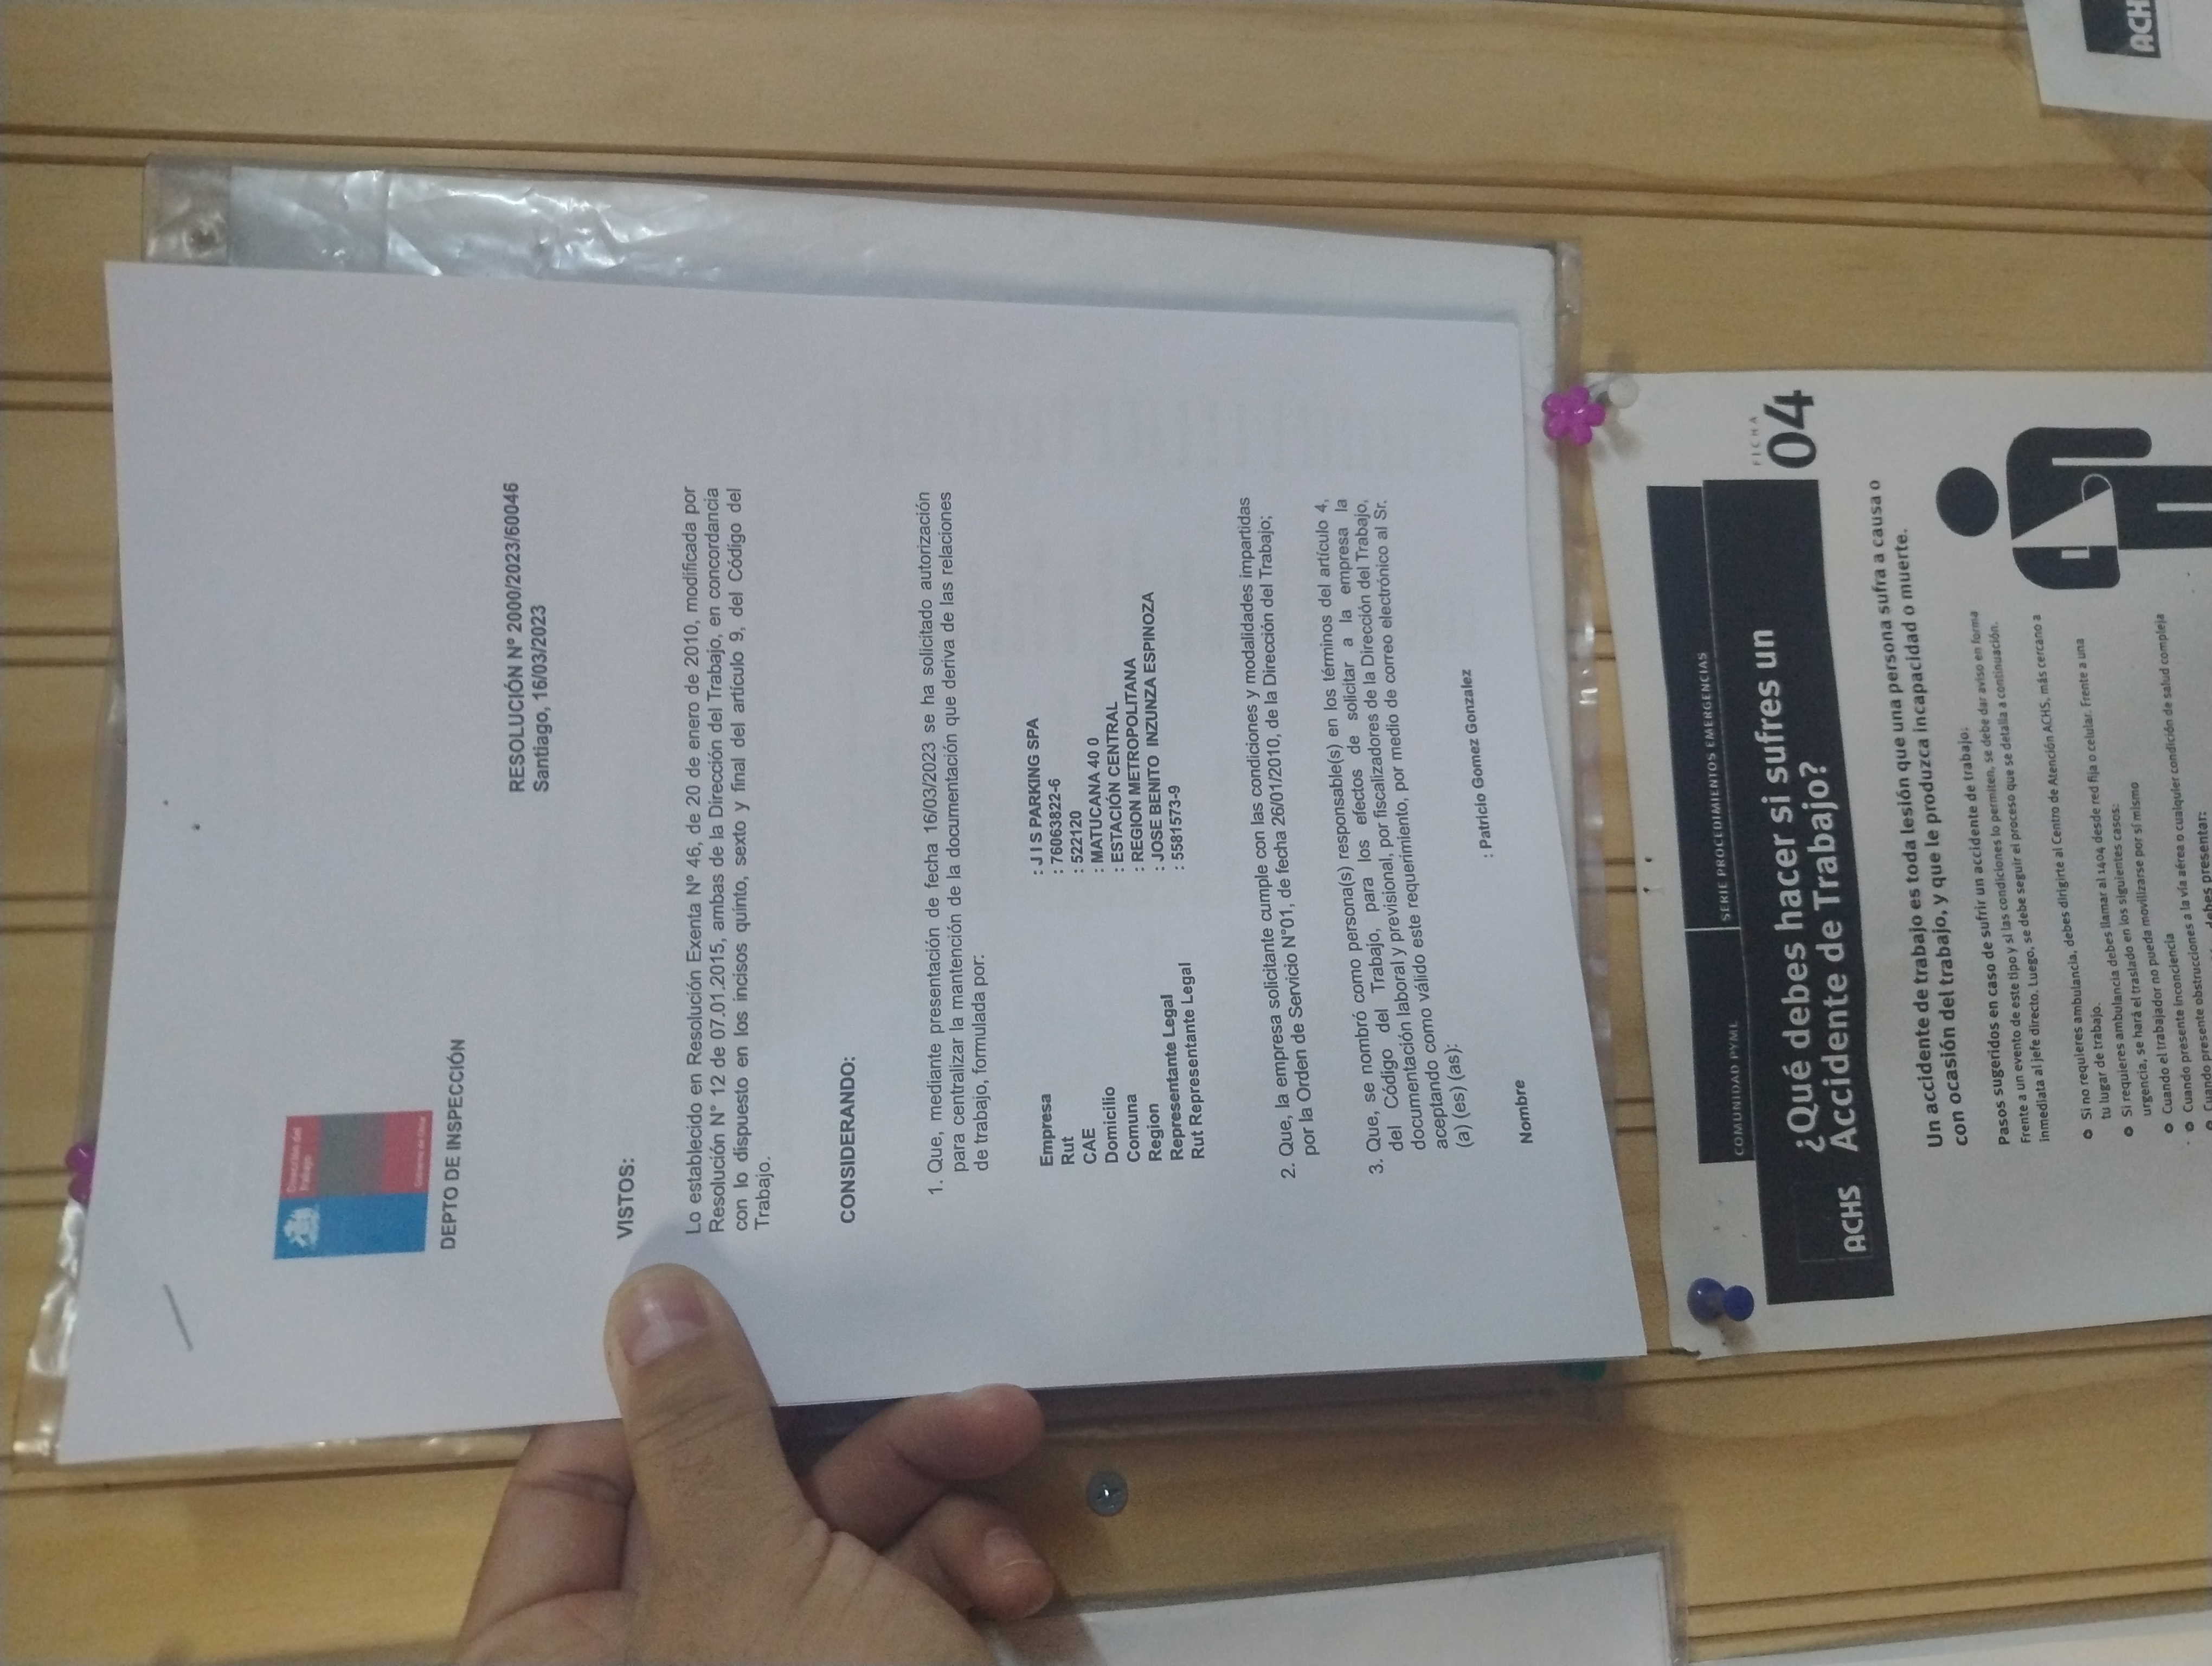 Dirección del
Trabajo
Gobierno de Chile
DEPTO DE INSPECCIÓN
RESOLUCIÓN Nº 2000/2023/60046
Santiago, 16/03/2023
VISTOS:
Lo establecido en Resolución Exenta Nº 46, de 20 de enero de 2010, modificada por
Resolución N° 12 de 07.01.2015, ambas de la Dirección del Trabajo, en concordancia
con lo dispuesto en los incisos quinto, sexto y final del artículo 9, del Código del
Trabajo.
CONSIDERANDO:
1. Que, mediante presentación de fecha 16/03/2023 se ha solicitado autorización
para centralizar la mantención de la documentación que deriva de las relaciones
de trabajo, formulada por:
Empresa : J I S PARKING SPA
Rut : 76063822-6
CAE : 522120
Domicilio : MATUCANA 40 0
Comuna : ESTACIÓN CENTRAL
Region : REGION METROPOLITANA
Representante Legal : JOSE BENITO INZUNZA ESPINOZA
Rut Representante Legal : 5581573-9
2. Que, la empresa solicitante cumple con las condiciones y modalidades impartidas
por la Orden de Servicio N°01, de fecha 26/01/2010, de la Dirección del Trabajo;
3. Que, se nombró como persona(s) responsable(s) en los términos del artículo 4,
del Código del Trabajo, para los efectos de solicitar a la empresa la
documentación laboral y previsional, por fiscalizadores de la Dirección del Trabajo,
aceptando como válido este requerimiento, por medio de correo electrónico al Sr.
(a) (es) (as):
Nombre : Patricio Gomez Gonzalez
COMUNIDAD PYME SERIE PROCEDIMIENTOS EMERGENCIAS
ACHS
¿Qué debes hacer si sufres un
Accidente de Trabajo?
FICHA
04
Un accidente de trabajo es toda lesión que una persona sufra a causa o
con ocasión del trabajo, y que le produzca incapacidad o muerte.
Pasos sugeridos en caso de sufrir un accidente de trabajo:
Frente a un evento de este tipo y si las condiciones lo permiten, se debe dar aviso en forma
inmediata al jefe directo. Luego, se debe seguir el proceso que se detalla a continuación.
Si no requieres ambulancia, debes dirigirte al Centro de Atención ACHS, más cercano a
tu lugar de trabajo.
Si requieres ambulancia debes llamar al 1404 desde red fija o celular. Frente a una
urgencia, se hará el traslado en los siguientes casos:
Cuando el trabajador no pueda movilizarse por sí mismo
Cuando presente inconciencia
Cuando presente obstrucciones a la vía aérea o cualquier condición de salud compleja
debes presentar:
ACH